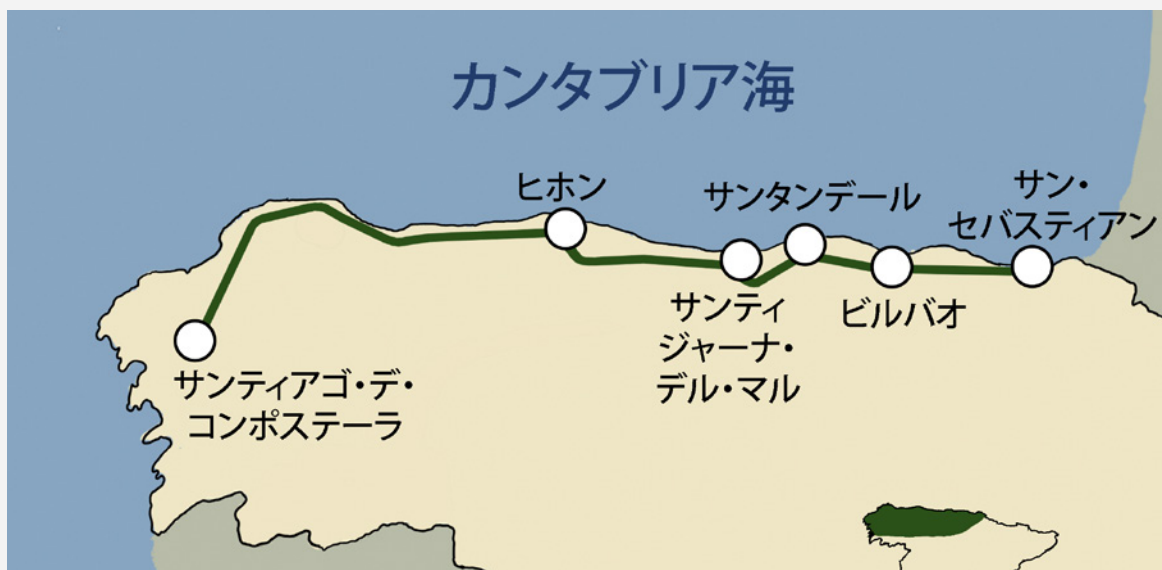 カンタブリア海
ヒホン
サンタンデール
サン・
セバスティアン
サンティ
ジャーナ・
デル・マル
ビルバオ
サンティアゴ・デ・
コンポステーラ